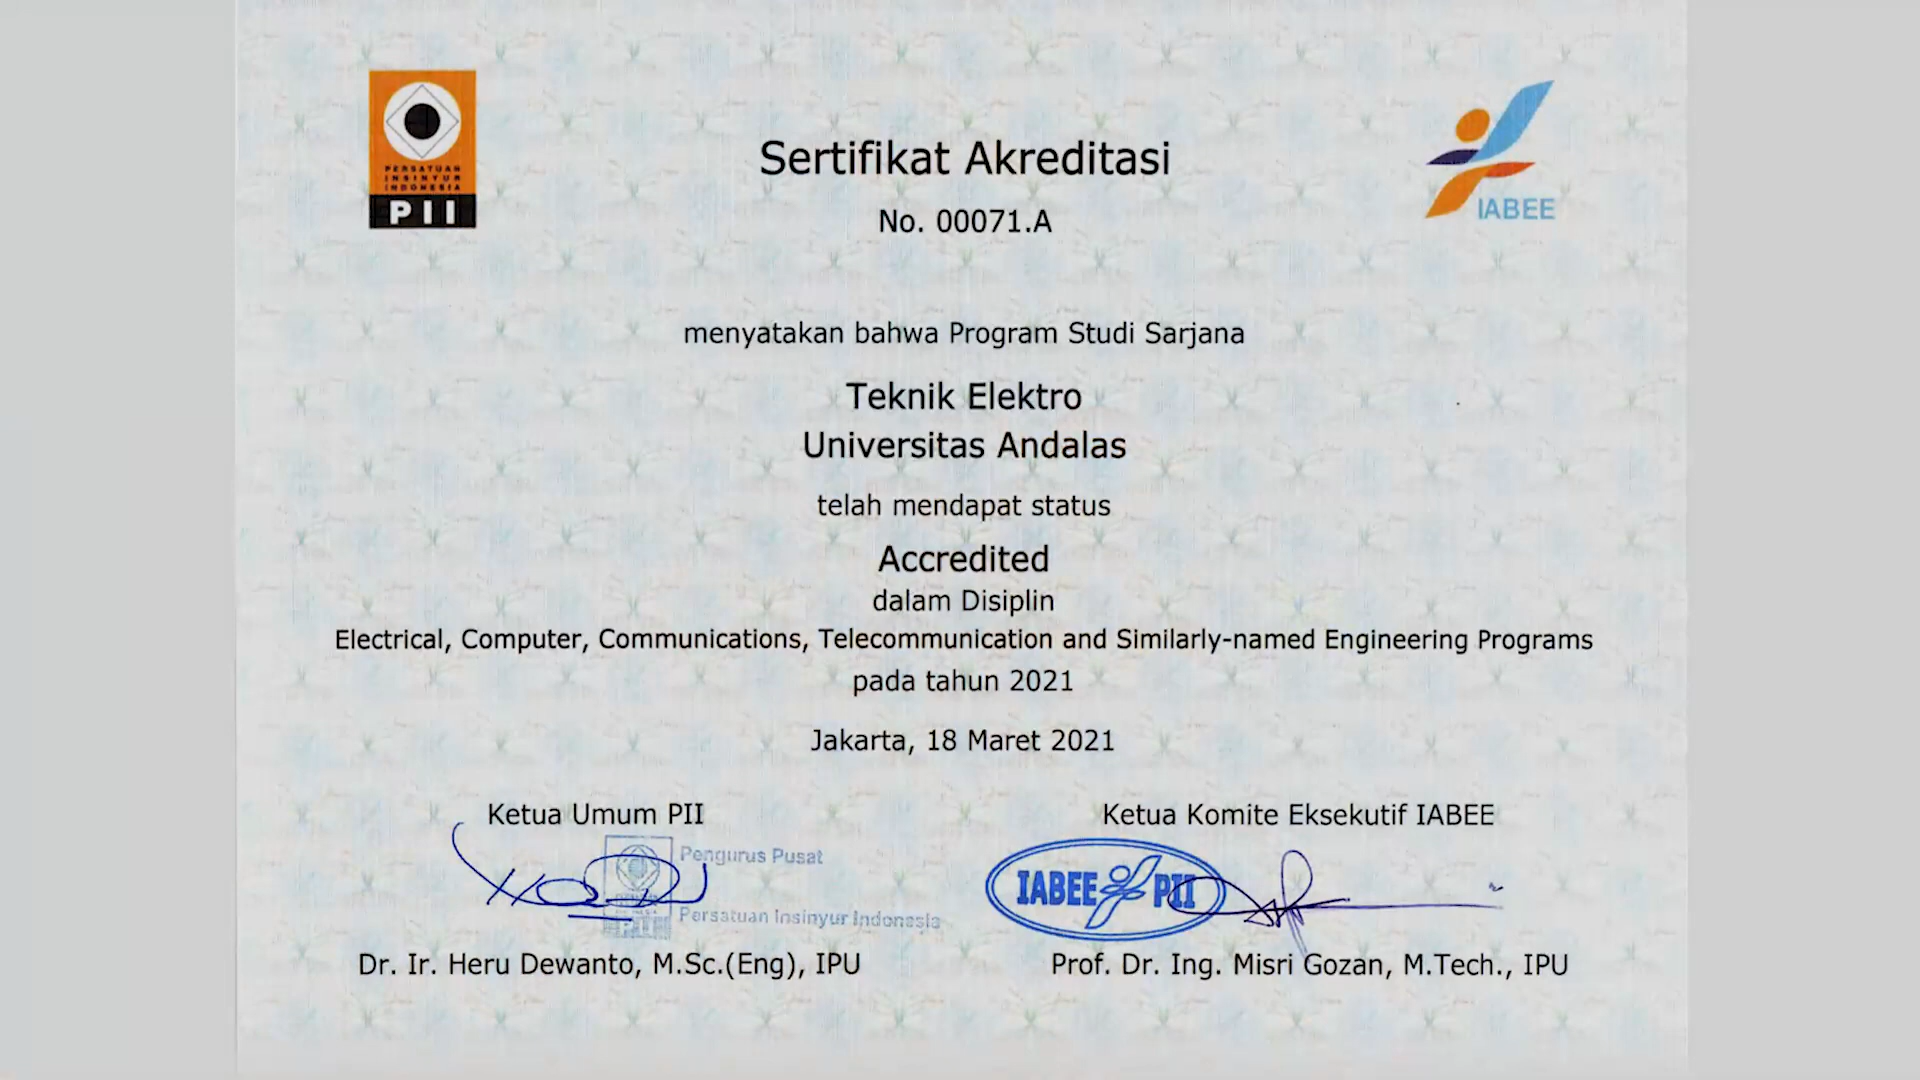 PERSATUAN
INSINYUR
INDONESIA
PII
IABEE
Sertifikat Akreditasi
No. 00071.A
menyatakan bahwa Program Studi Sarjana
Teknik Elektro
Universitas Andalas
telah mendapat status
Accredited
dalam Disiplin
Electrical, Computer, Communications, Telecommunication and Similarly-named Engineering Programs
pada tahun 2021
Jakarta, 18 Maret 2021
Ketua Umum PII
Pengurus Pusat
Persatuan Insinyur Indonesia
PII
Dr. Ir. Heru Dewanto, M.Sc.(Eng), IPU
Ketua Komite Eksekutif IABEE
IABEE PII
Prof. Dr. Ing. Misri Gozan, M.Tech., IPU